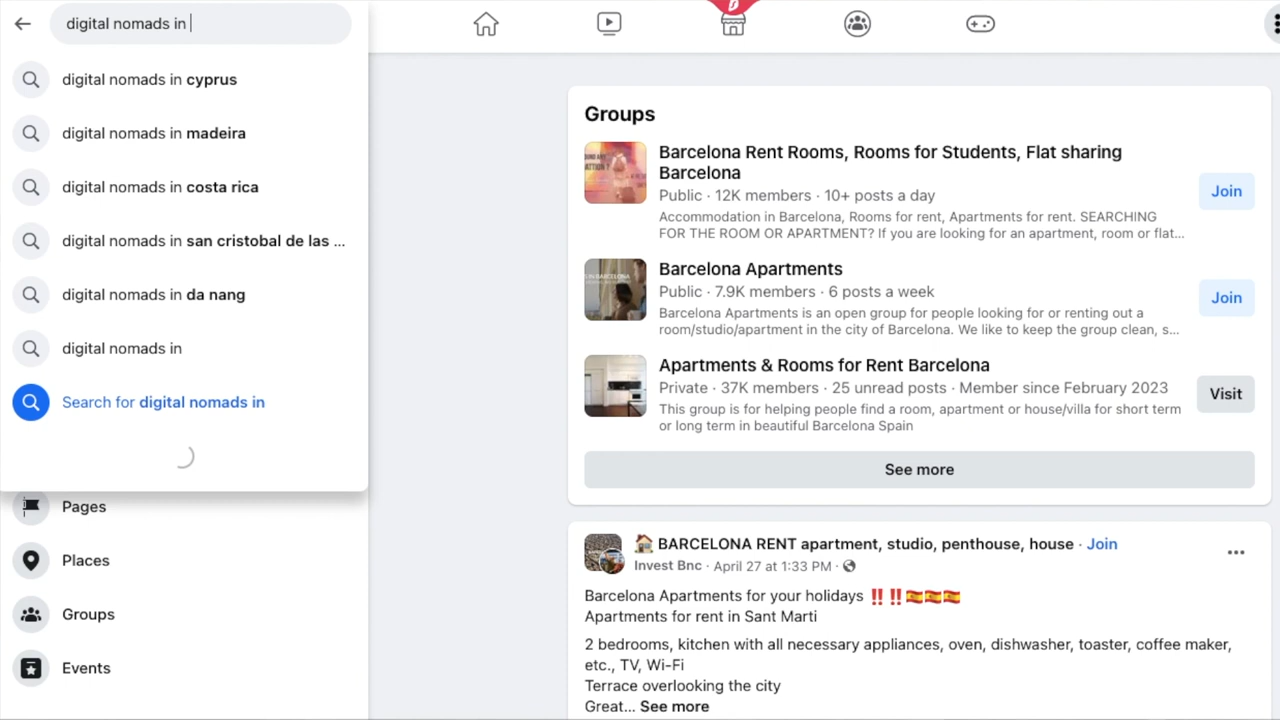 digital nomads in
digital nomads in cyprus
digital nomads in madeira
digital nomads in costa rica
digital nomads in san cristobal de las ...
digital nomads in da nang
digital nomads in
Search for digital nomads in
Pages
Places
Groups
Events
Groups
Barcelona Rent Rooms, Rooms for Students, Flat sharing
Barcelona
Public · 12K members · 10+ posts a day
Accommodation in Barcelona, Rooms for rent, Apartments for rent. SEARCHING
FOR THE ROOM OR APARTMENT? If you are looking for an apartment, room or flat...
Join
Barcelona Apartments
Public · 7.9K members · 6 posts a week
Barcelona Apartments is an open group for people looking for or renting out a
room/studio/apartment in the city of Barcelona. We like to keep the group clean, s...
Join
Apartments & Rooms for Rent Barcelona
Private · 37K members · 25 unread posts · Member since February 2023
This group is for helping people find a room, apartment or house/villa for short term
or long term in beautiful Barcelona Spain
Visit
See more
🏠 BARCELONA RENT apartment, studio, penthouse, house · Join
Invest Bnc · April 27 at 1:33 PM ·
Barcelona Apartments for your holidays ‼️ ‼️🇪🇸🇪🇸🇪🇸
Apartments for rent in Sant Marti
2 bedrooms, kitchen with all necessary appliances, oven, dishwasher, toaster, coffee maker,
etc., TV, Wi-Fi
Terrace overlooking the city
Great... See more